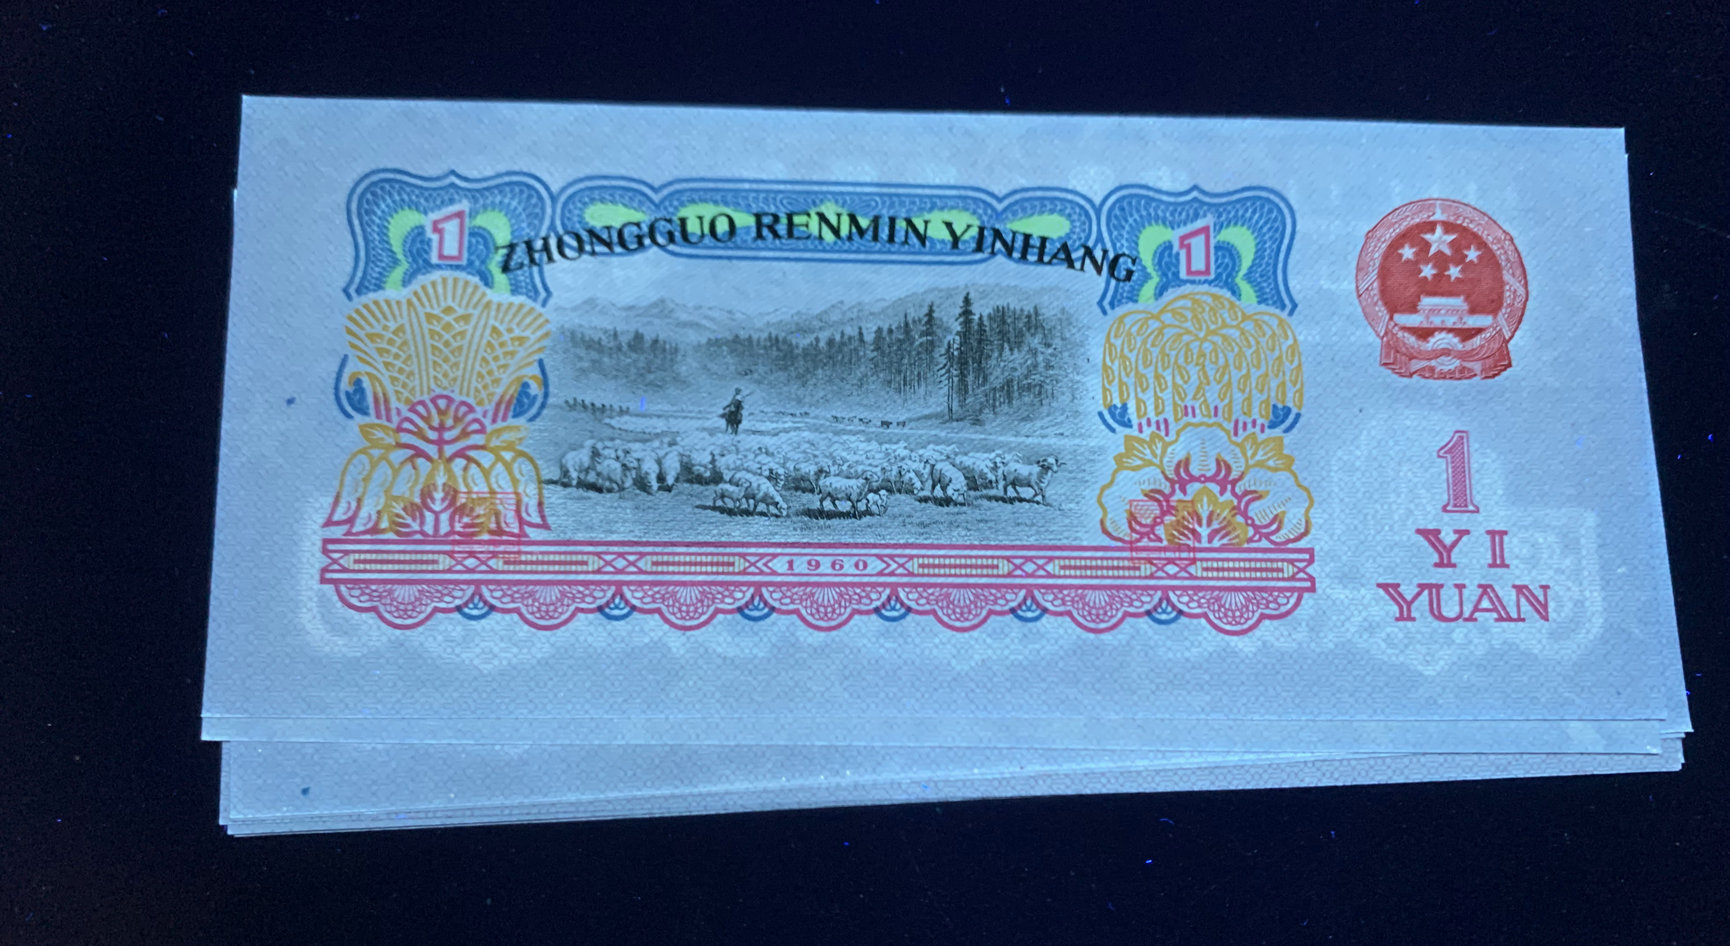 1 ZHONGGUO RENMIN YINHANG 1
1960
1
YI
YUAN